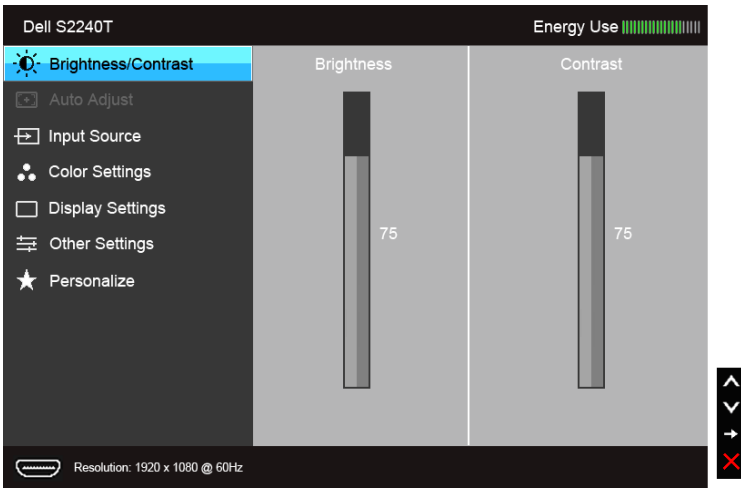 Dell S2240T
Energy Use
Brightness/Contrast
Brightness
Contrast
Auto Adjust
Input Source
Color Settings
Display Settings
75
75
Other Settings
Personalize
Resolution: 1920 x 1080 @ 60Hz